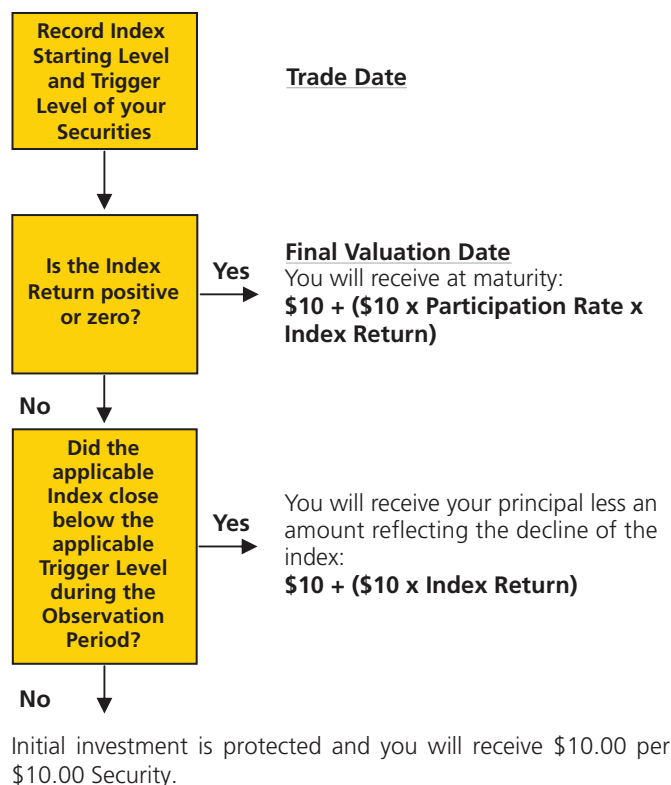 Record Index
Starting Level
and Trigger
Level of your
Securities
Trade Date
Is the Index
Return positive
or zero?
Yes
Final Valuation Date
You will receive at maturity:
$10 + ($10 x Participation Rate x
Index Return)
No
Did the
applicable
Index close
below the
applicable
Trigger Level
during the
Observation
Period?
Yes
You will receive your principal less an
amount reflecting the decline of the
index:
$10 + ($10 x Index Return)
No
Initial investment is protected and you will receive $10.00 per
$10.00 Security.